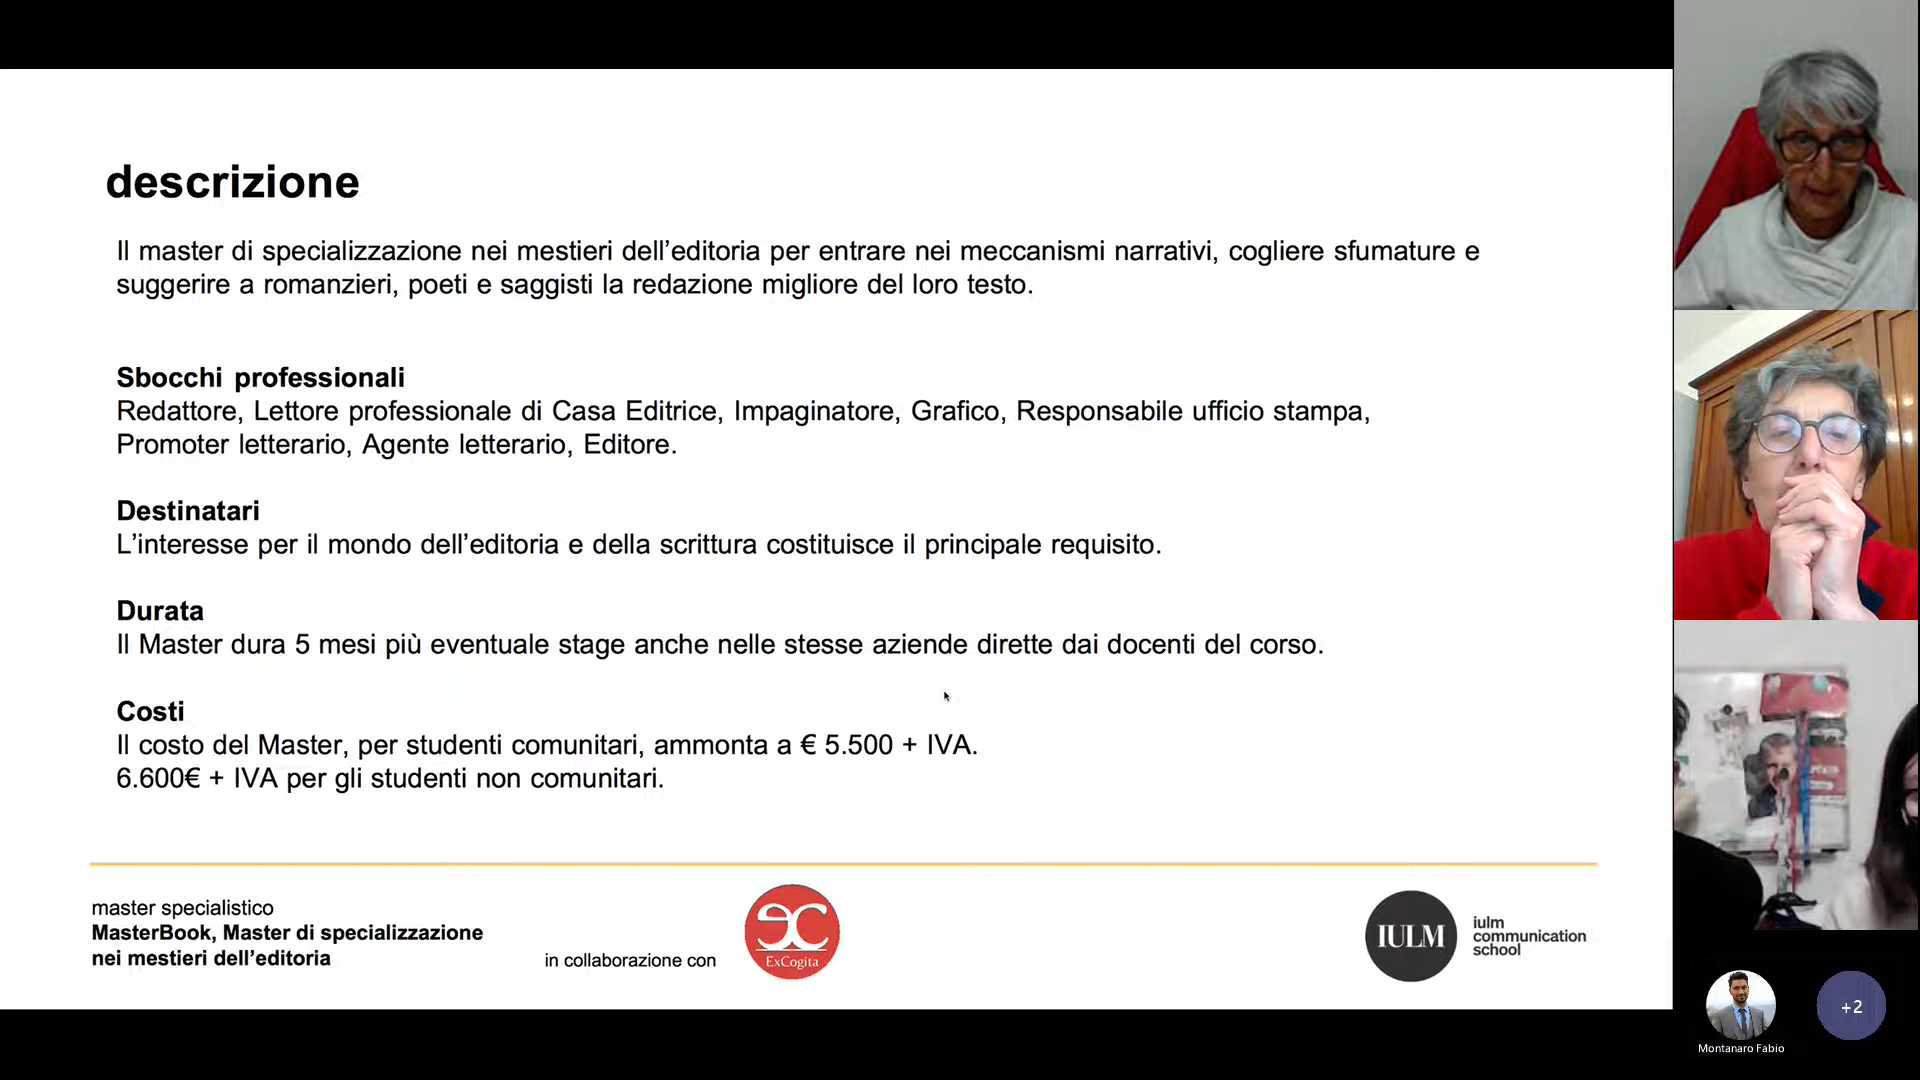 descrizione
Il master di specializzazione nei mestieri dell’editoria per entrare nei meccanismi narrativi, cogliere sfumature e
suggerire a romanzieri, poeti e saggisti la redazione migliore del loro testo.
Sbocchi professionali
Redattore, Lettore professionale di Casa Editrice, Impaginatore, Grafico, Responsabile ufficio stampa,
Promoter letterario, Agente letterario, Editore.
Destinatari
L’interesse per il mondo dell’editoria e della scrittura costituisce il principale requisito.
Durata
Il Master dura 5 mesi più eventuale stage anche nelle stesse aziende dirette dai docenti del corso.
Costi
Il costo del Master, per studenti comunitari, ammonta a € 5.500 + IVA.
6.600€ + IVA per gli studenti non comunitari.
master specialistico
MasterBook, Master di specializzazione
nei mestieri dell’editoria
in collaborazione con
ExCogita
IULM
iulm
communication
school
+2
Montanaro Fabio